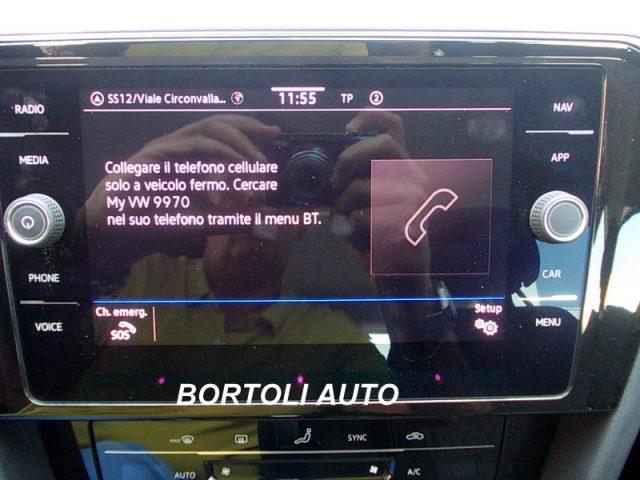 SS12/Viale Circonvalla...
11:55
TP
2
RADIO
MEDIA
PHONE
VOICE
NAV
APP
CAR
MENU
Collegare il telefono cellulare
solo a veicolo fermo. Cercare
My VW 9970
nel suo telefono tramite il menu BT.
Ch. emerg.
SOS
Setup
BORTOLI AUTO
MAX
SYNC
AUTO
A/C